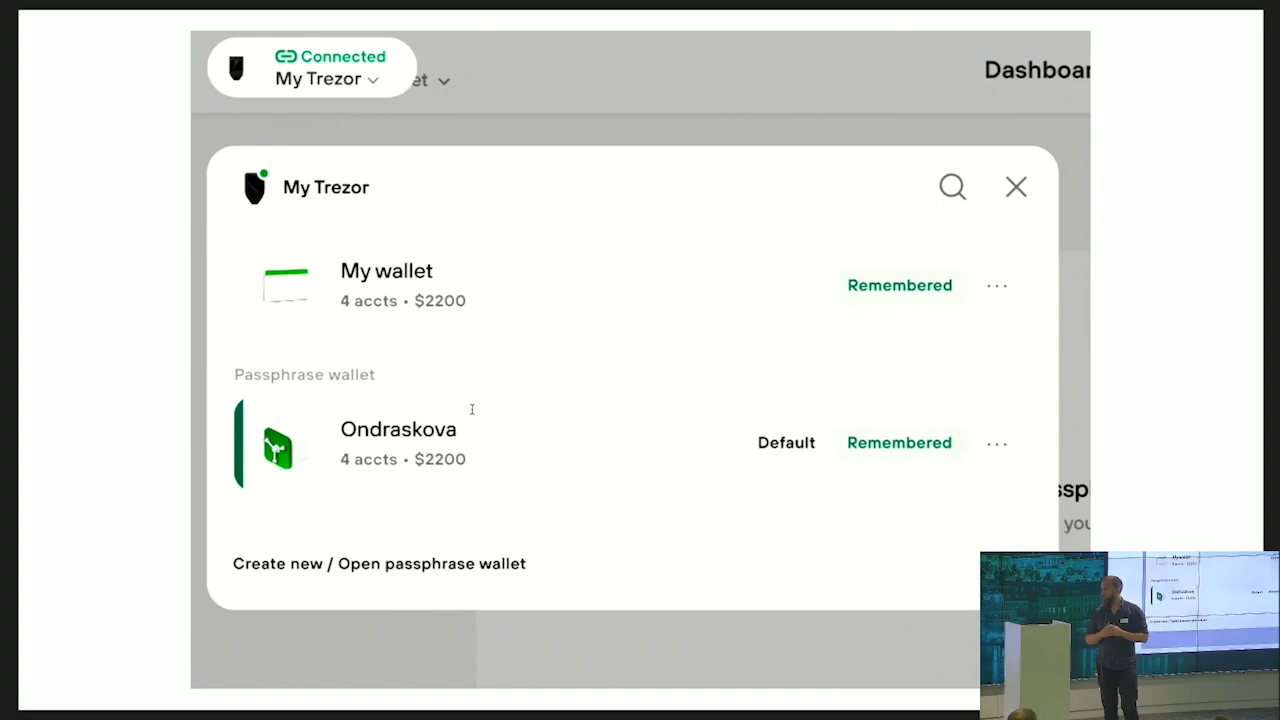 Connected
My Trezor
et
Dashboar
My Trezor
My wallet
4 accts • $2200
Remembered
Passphrase wallet
Ondraskova
4 accts • $2200
Default
Remembered
ssp
you
Create new / Open passphrase wallet